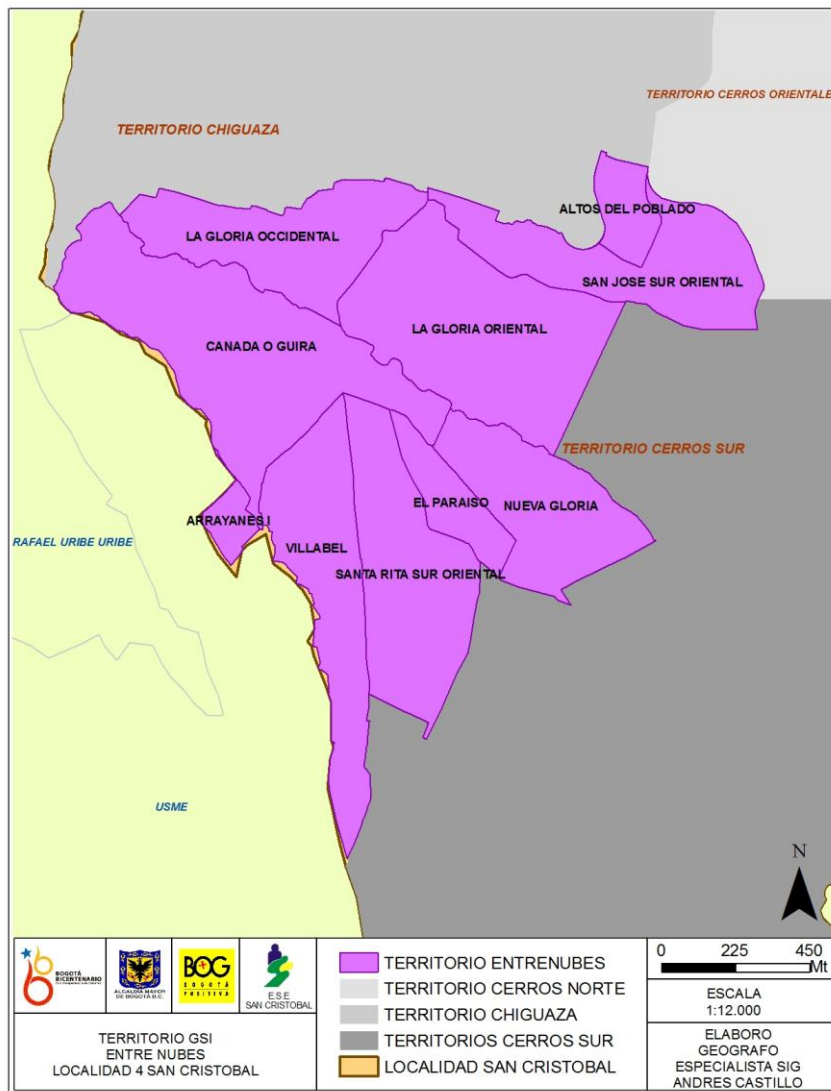 TERRITORIO CERROS ORIENTALE
TERRITORIO CHIGUAZA
ALTOS DEL POBLADO
LA GLORIA OCCIDENTAL
SAN JOSE SUR ORIENTAL
LA GLORIA ORIENTAL
CANADA O GUIRA
TERRITORIO CERROS SUR
EL PARAISO
NUEVA GLORIA
ARRAYANES I
RAFAEL URIBE URIBE
VILLABEL
SANTA RITA SUR ORIENTAL
USME
N
BOGOTÁ
BICENTENARIO
ALCALDIA MAYOR
DE BOGOTÁ D.C.
BOG
BOGOTÁ
POSITIVA
E.S.E
SAN CRISTOBAL
TERRITORIO GSI
ENTRE NUBES
LOCALIDAD 4 SAN CRISTOBAL
TERRITORIO ENTRENUBES
TERRITORIO CERROS NORTE
TERRITORIO CHIGUAZA
TERRITORIOS CERROS SUR
LOCALIDAD SAN CRISTOBAL
0 225 450
Mt
ESCALA
1:12.000
ELABORO
GEOGRAFO
ESPECIALISTA SIG
ANDRES CASTILLO